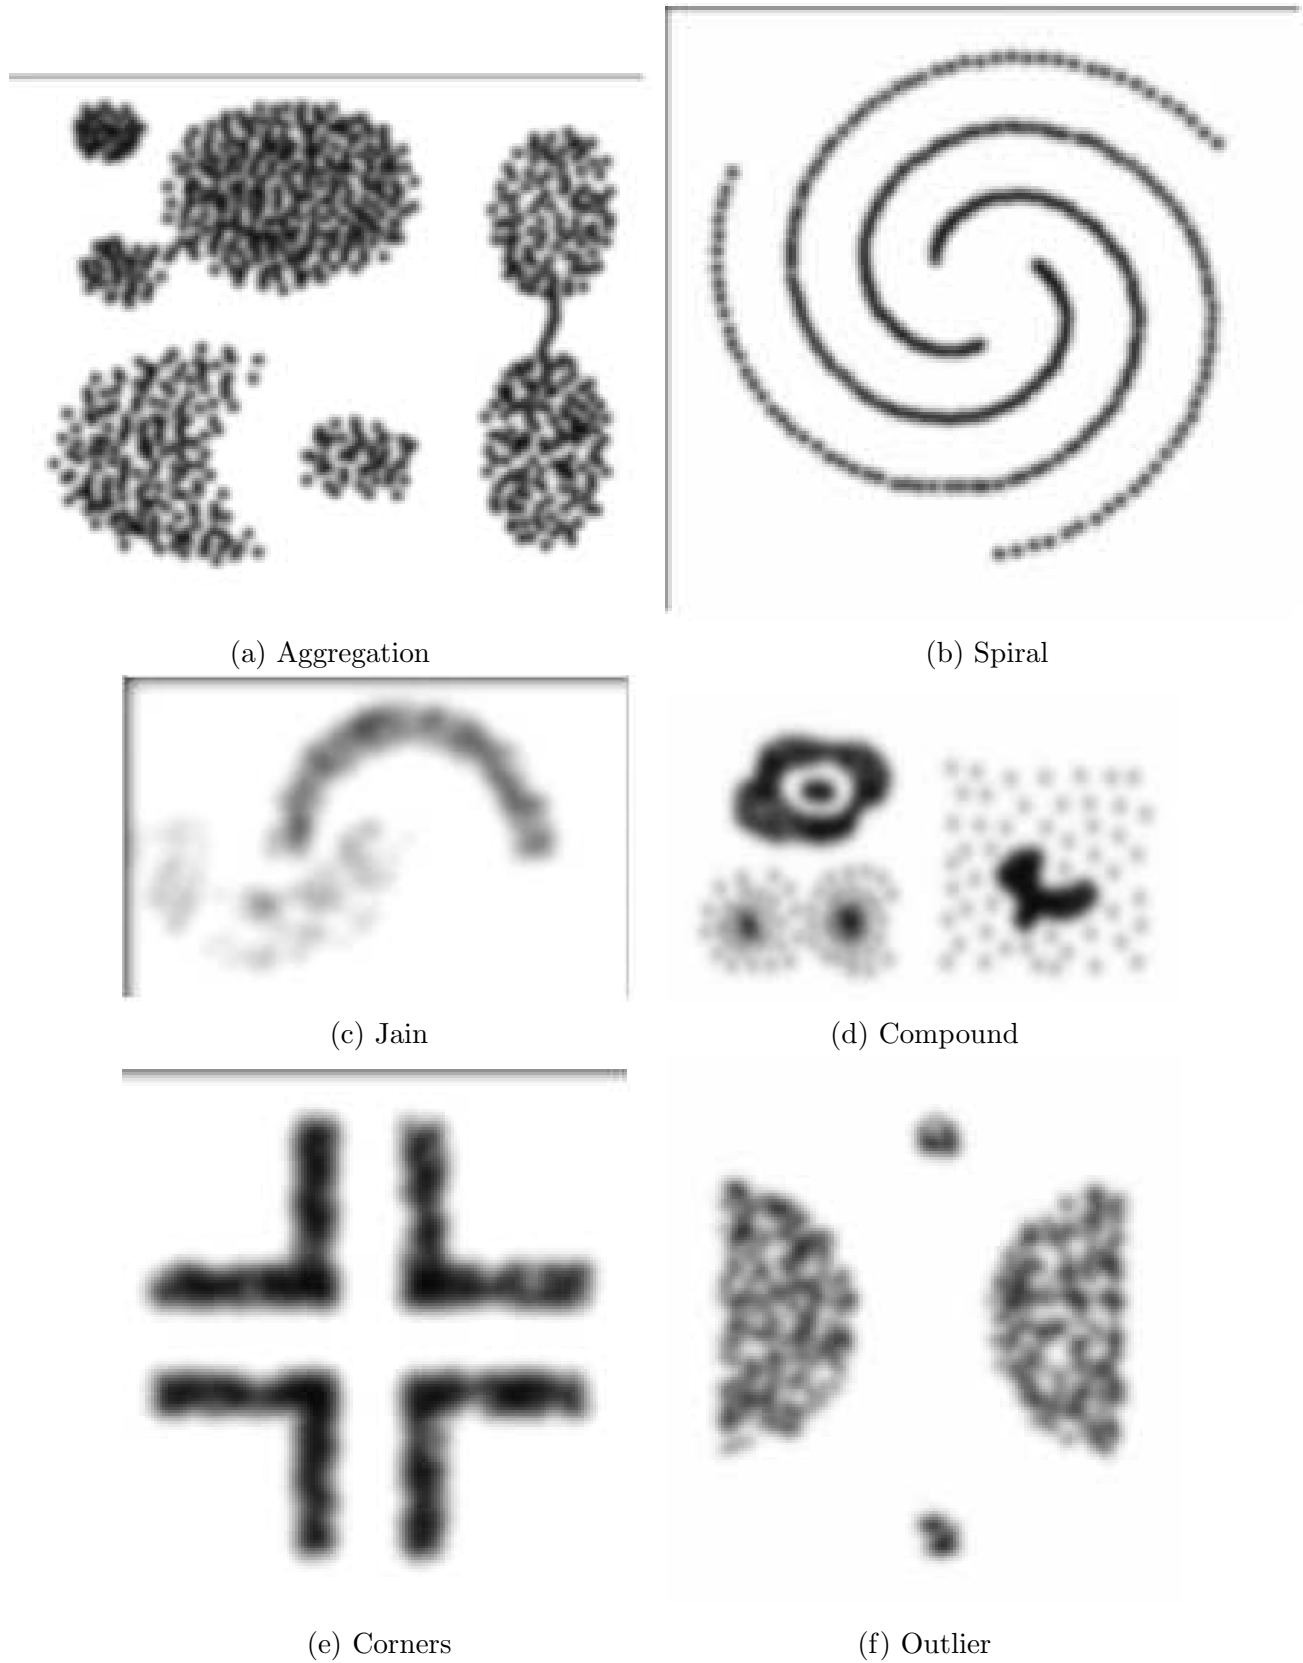 (a) Aggregation
(b) Spiral
(c) Jain
(d) Compound
(e) Corners
(f) Outlier